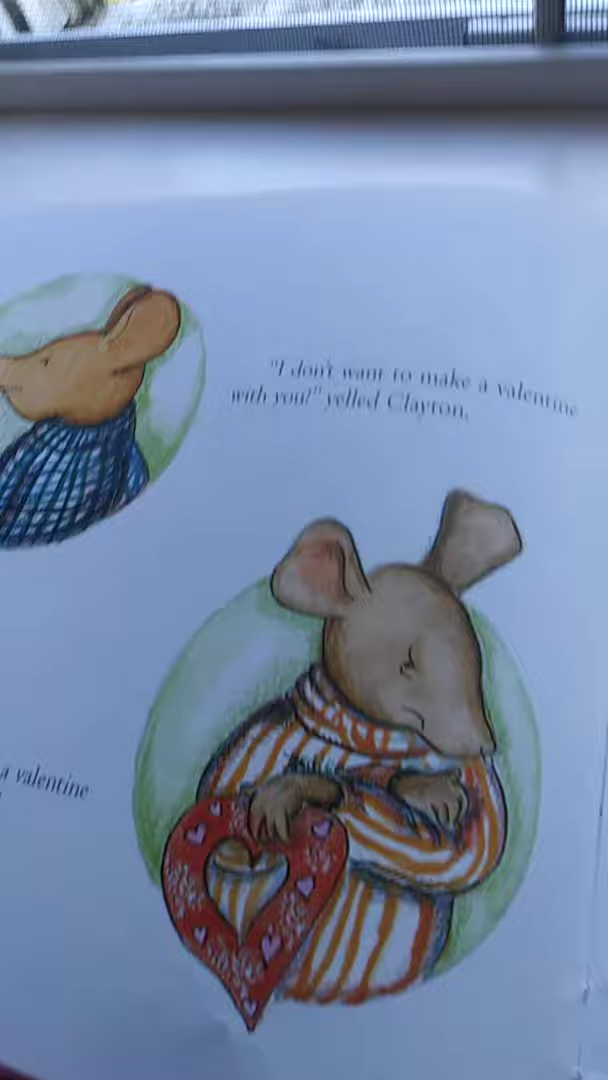 "I don't want to make a valentine
with you!" yelled Clayton.
a valentine